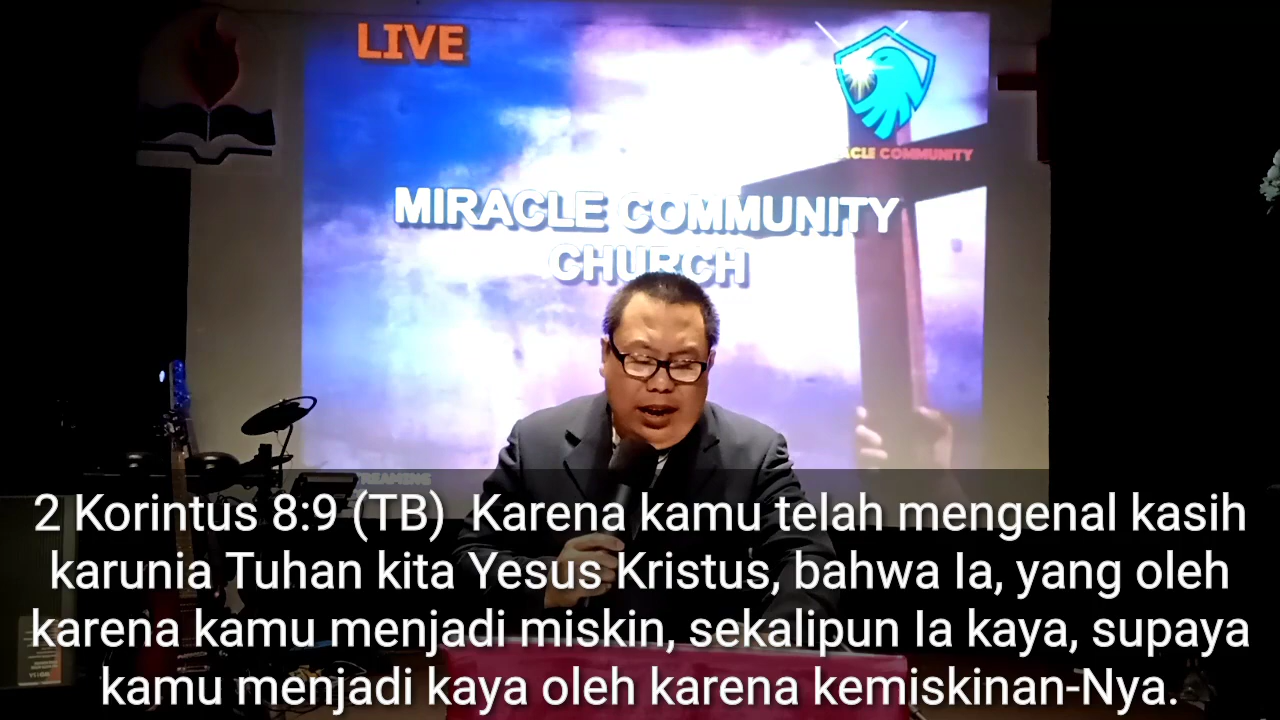 LIVE
COMMUNITY
MIRACLE COMMUNITY
CHURCH
2 Korintus 8:9 (TB)  Karena kamu telah mengenal kasih
karunia Tuhan kita Yesus Kristus, bahwa Ia, yang oleh
karena kamu menjadi miskin, sekalipun Ia kaya, supaya
kamu menjadi kaya oleh karena kemiskinan-Nya.